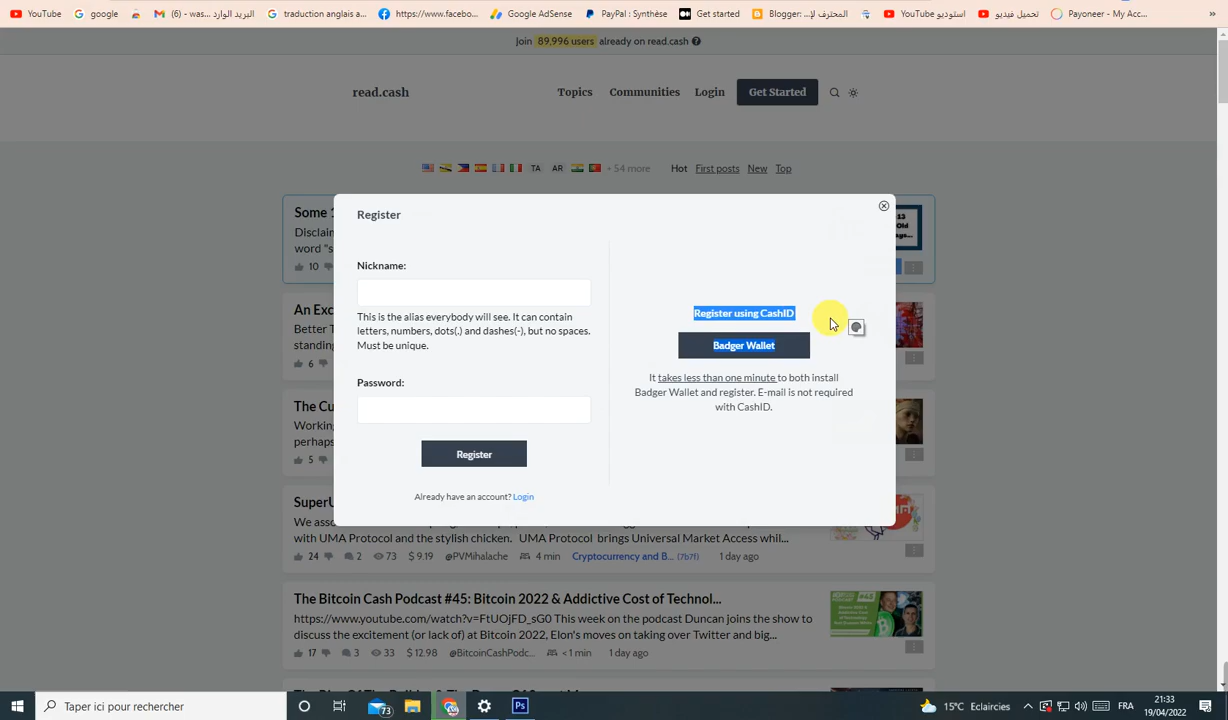 YouTube
google
(6) - was... البريد الوارد
traduction anglais a...
https://www.facebo...
Google AdSense
PayPal : Synthèse
Get started
Blogger: ...المحترف لإ
استوديو YouTube
تحميل فيديو
Payoneer - My Acc...
»
Join 89,996 users already on read.cash
read.cash
Topics
Communities
Login
Get Started
TA
AR
+ 54 more
Hot
First posts
New
Top
Some 1
Disclaim
word "s
10
Register
Nickname:
This is the alias everybody will see. It can contain
letters, numbers, dots(.) and dashes(-), but no spaces.
Must be unique.
Password:
Register
Already have an account? Login
Register using CashID
Badger Wallet
It takes less than one minute to both install
Badger Wallet and register. E-mail is not required
with CashID.
An Exc
Better T
standing
6
The Cu
Working
perhaps
5
SuperU
We asso
with UMA Protocol and the stylish chicken. UMA Protocol brings Universal Market Access whil...
24
2
73
$ 9.19
@PVMihalache
4 min
Cryptocurrency and B... (7b7f)
1 day ago
The Bitcoin Cash Podcast #45: Bitcoin 2022 & Addictive Cost of Technol...
https://www.youtube.com/watch?v=FtUOjFD_sG0 This week on the podcast Duncan joins the show to
discuss the excitement (or lack of) at Bitcoin 2022, Elon's moves on taking over Twitter and big...
17
3
33
$ 12.98
@BitcoinCashPodc...
< 1 min
1 day ago
Taper ici pour rechercher
73
Ps
15°C Eclaircies
FRA
21:33
19/04/2022